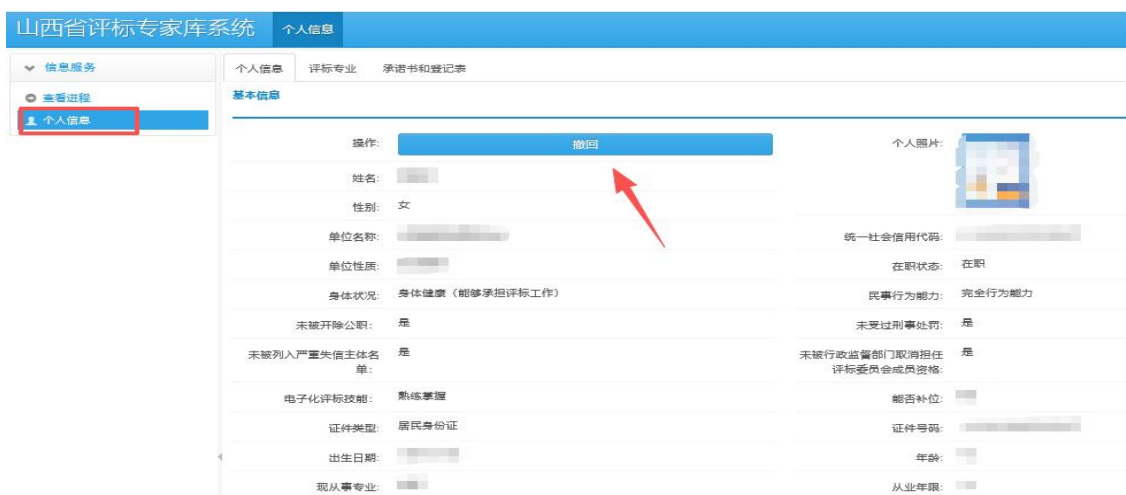 山西省评标专家库系统 个人信息
信息服务
查看进程
个人信息
个人信息 评标专业 承诺书和登记表
基本信息
操作: 撤回 个人照片:
姓名:
性别: 女
单位名称: 统一社会信用代码:
单位性质: 在职状态: 在职
身体状况: 身体健康（能够承担评标工作） 民事行为能力: 完全行为能力
未被开除公职: 是 未受过刑事处罚: 是
未被列入严重失信主体名 是 未被行政监督部门取消担任 是
单: 评标委员会成员资格:
电子化评标技能: 熟练掌握 能否补位:
证件类型: 居民身份证 证件号码:
出生日期: 年龄:
现从事专业: 从业年限: